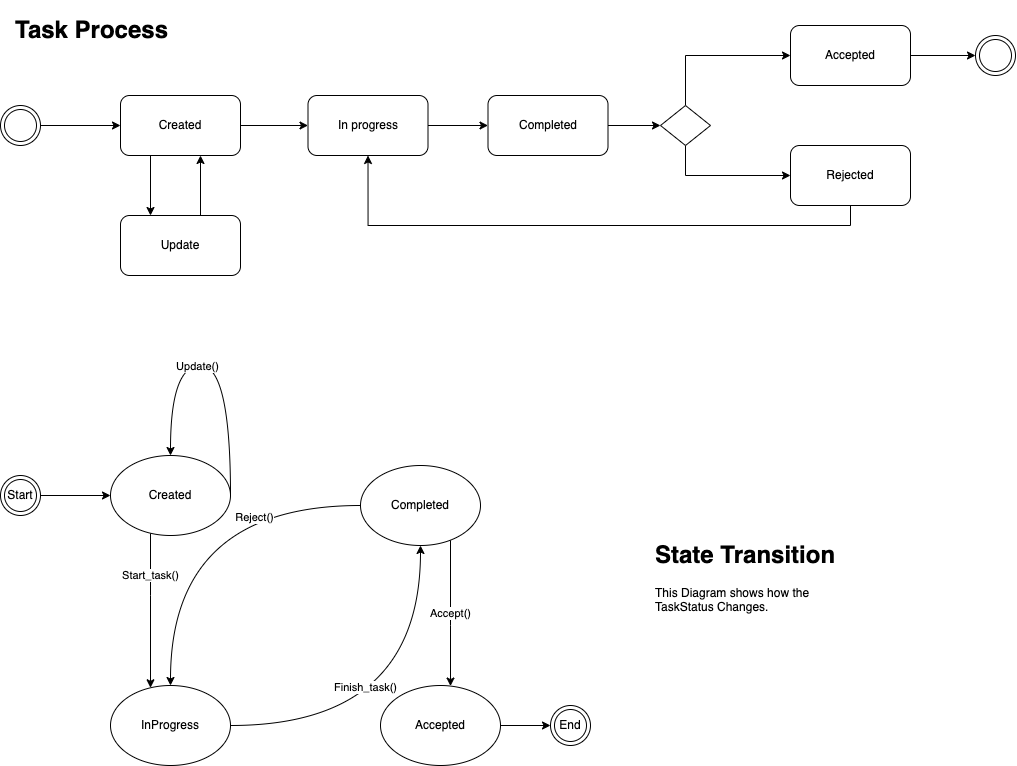 Task Process
Accepted
Created
In progress
Completed
Rejected
Update
Update()
Start
Created
Completed
Reject()
Start_task()
State Transition
This Diagram shows how the
TaskStatus Changes.
Accept()
Finish_task()
InProgress
Accepted
End